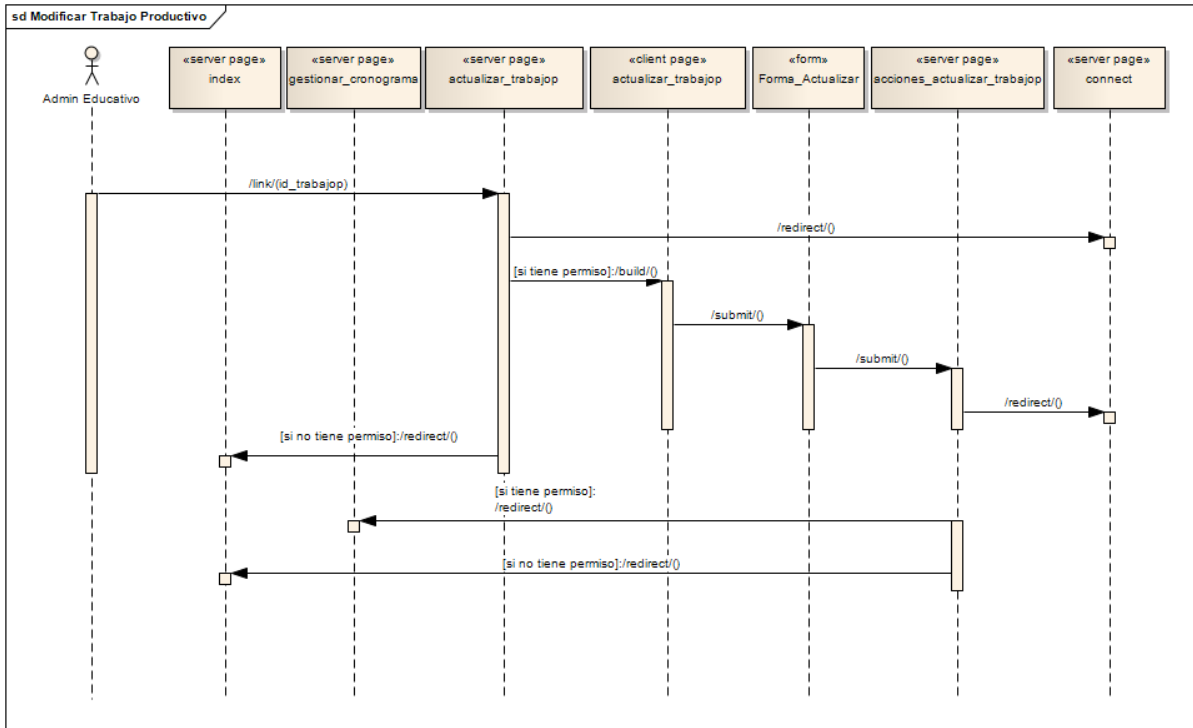 sd Modificar Trabajo Productivo
Admin Educativo
«server page»
index
«server page»
gestionar_cronograma
«server page»
actualizar_trabajop
«client page»
actualizar_trabajop
«form»
Forma_Actualizar
«server page»
acciones_actualizar_trabajop
«server page»
connect
/link/(id_trabajop)
/redirect/()
[si tiene permiso]:/build/()
/submit/()
/submit/()
/redirect/()
[si no tiene permiso]:/redirect/()
[si tiene permiso]:
/redirect/()
[si no tiene permiso]:/redirect/()